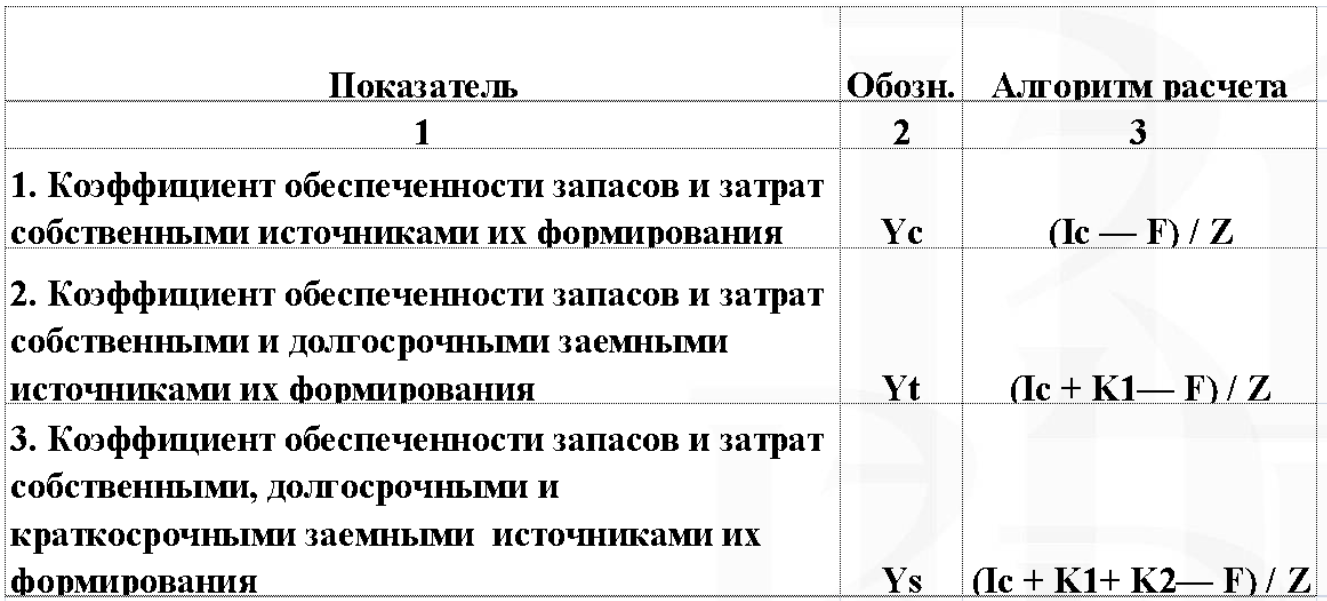 Показатель Обозн. Алгоритм расчета
1 2 3
1. Коэффициент обеспеченности запасов и затрат
собственными источниками их формирования Yc (Ic — F) / Z
2. Коэффициент обеспеченности запасов и затрат
собственными и долгосрочными заемными
источниками их формирования Yt (Ic + K1— F) / Z
3. Коэффициент обеспеченности запасов и затрат
собственными, долгосрочными и
краткосрочными заемными источниками их
формирования Ys (Ic + K1+ K2— F) / Z